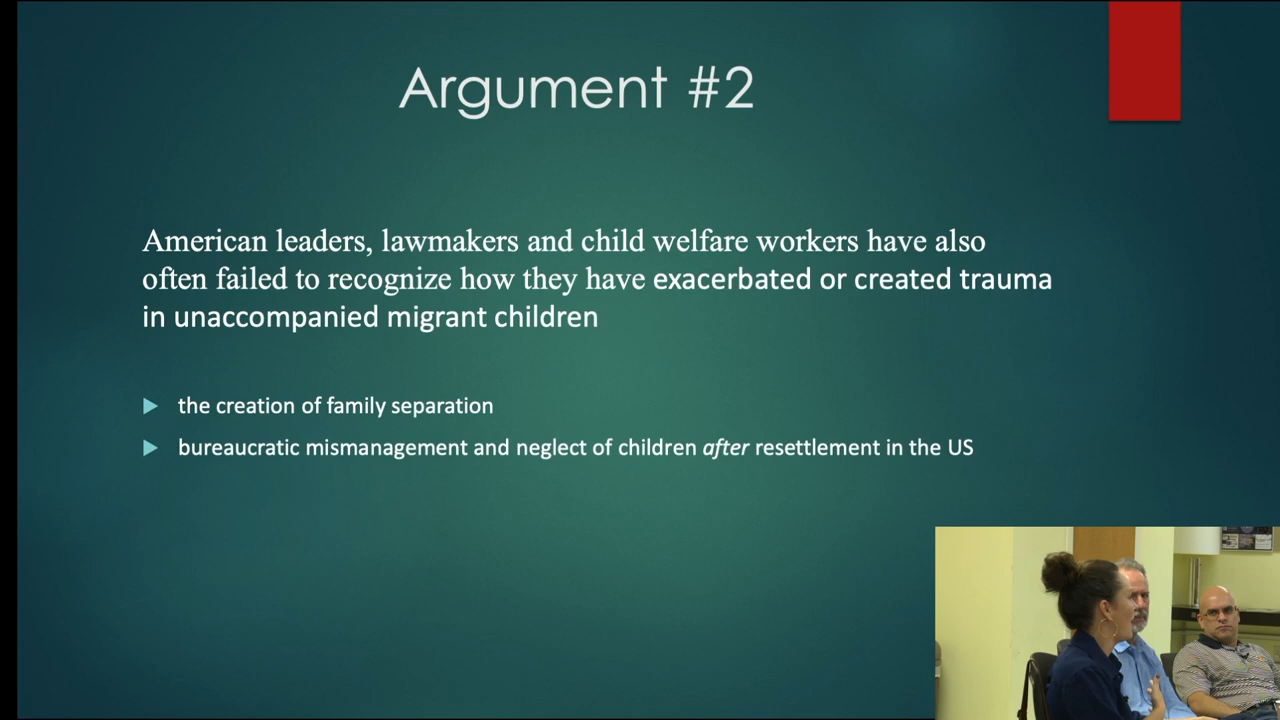 Argument #2
American leaders, lawmakers and child welfare workers have also
often failed to recognize how they have exacerbated or created trauma
in unaccompanied migrant children
the creation of family separation
bureaucratic mismanagement and neglect of children after resettlement in the US